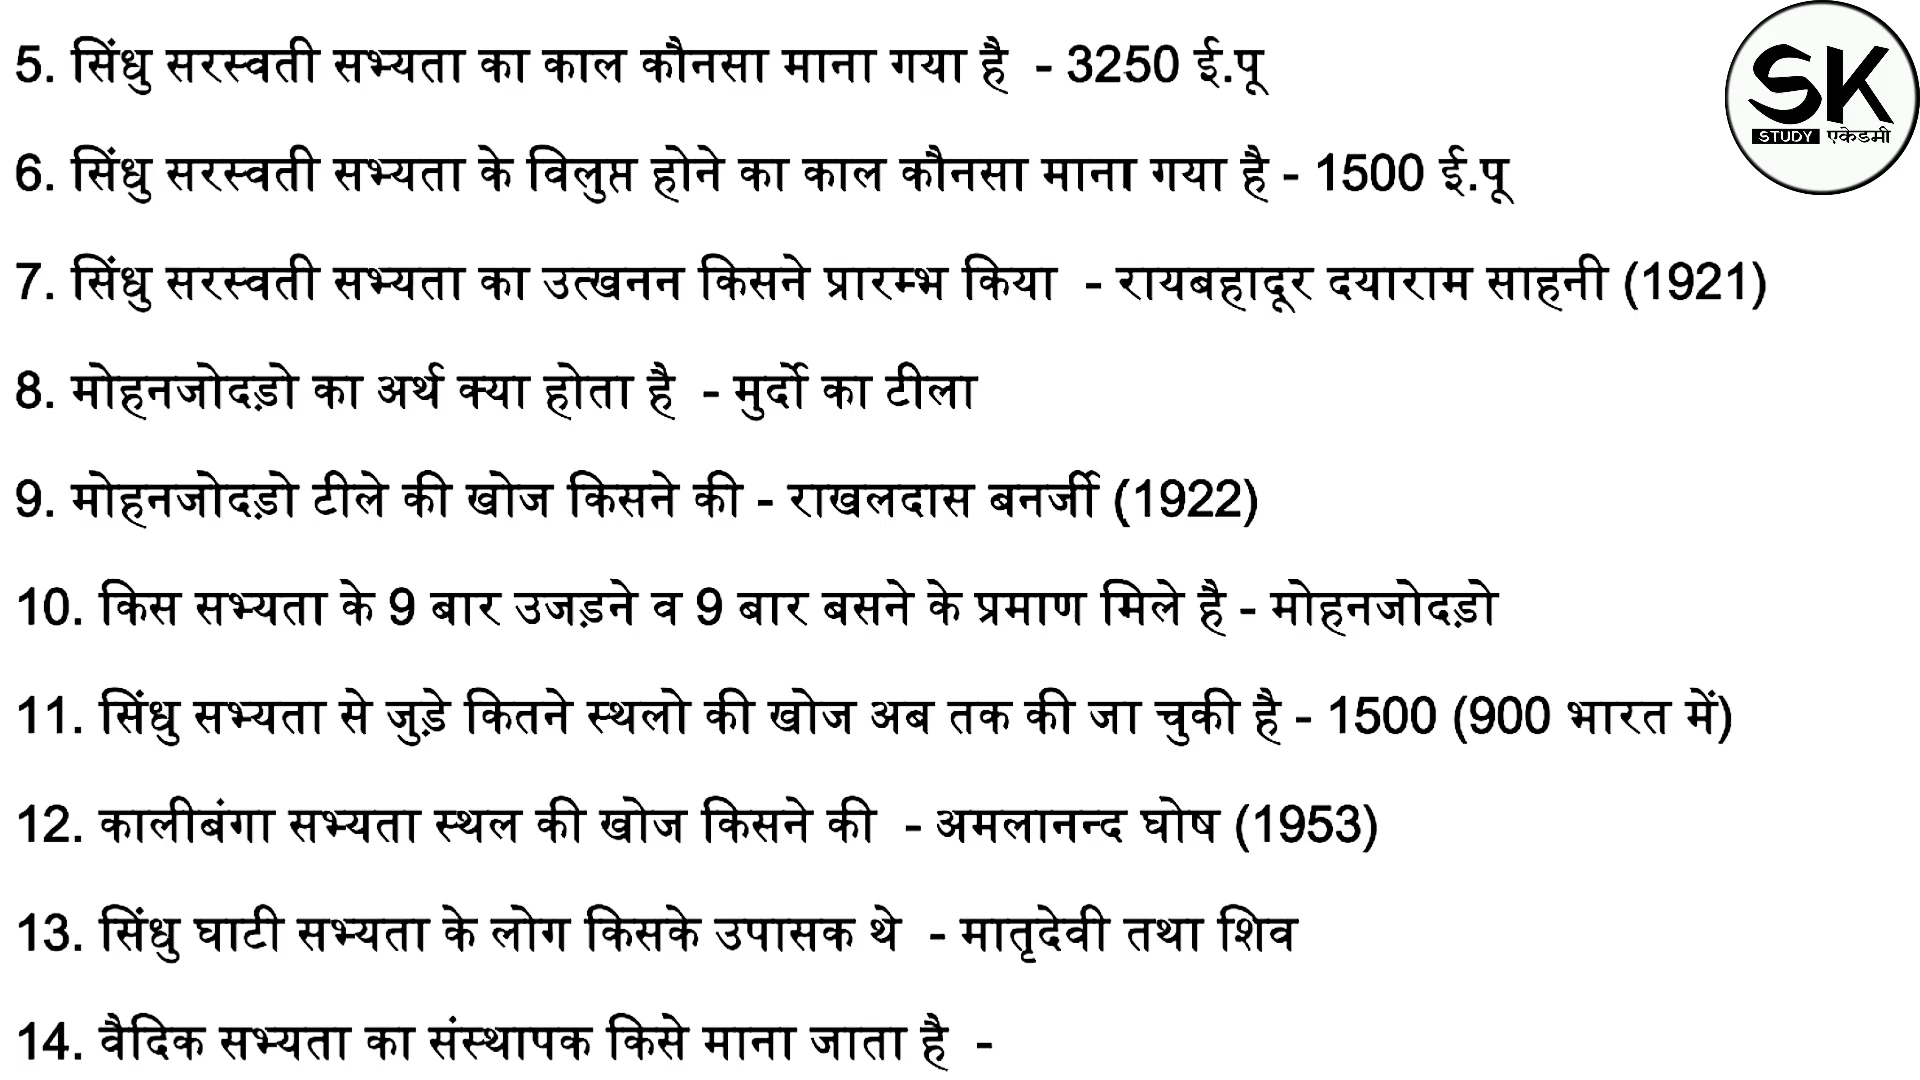 5. सिंधु सरस्वती सभ्यता का काल कौनसा माना गया है - 3250 ई.पू
6. सिंधु सरस्वती सभ्यता के विलुप्त होने का काल कौनसा माना गया है - 1500 ई.पू
7. सिंधु सरस्वती सभ्यता का उत्खनन किसने प्रारम्भ किया - रायबहादूर दयाराम साहनी (1921)
8. मोहनजोदड़ो का अर्थ क्या होता है - मुर्दो का टीला
9. मोहनजोदड़ो टीले की खोज किसने की - राखलदास बनर्जी (1922)
10. किस सभ्यता के 9 बार उजड़ने व 9 बार बसने के प्रमाण मिले है - मोहनजोदड़ो
11. सिंधु सभ्यता से जुड़े कितने स्थलो की खोज अब तक की जा चुकी है - 1500 (900 भारत में)
12. कालीबंगा सभ्यता स्थल की खोज किसने की - अमलानन्द घोष (1953)
13. सिंधु घाटी सभ्यता के लोग किसके उपासक थे - मातृदेवी तथा शिव
14. वैदिक सभ्यता का संस्थापक किसे माना जाता है -
SK
STUDY एकेडमी